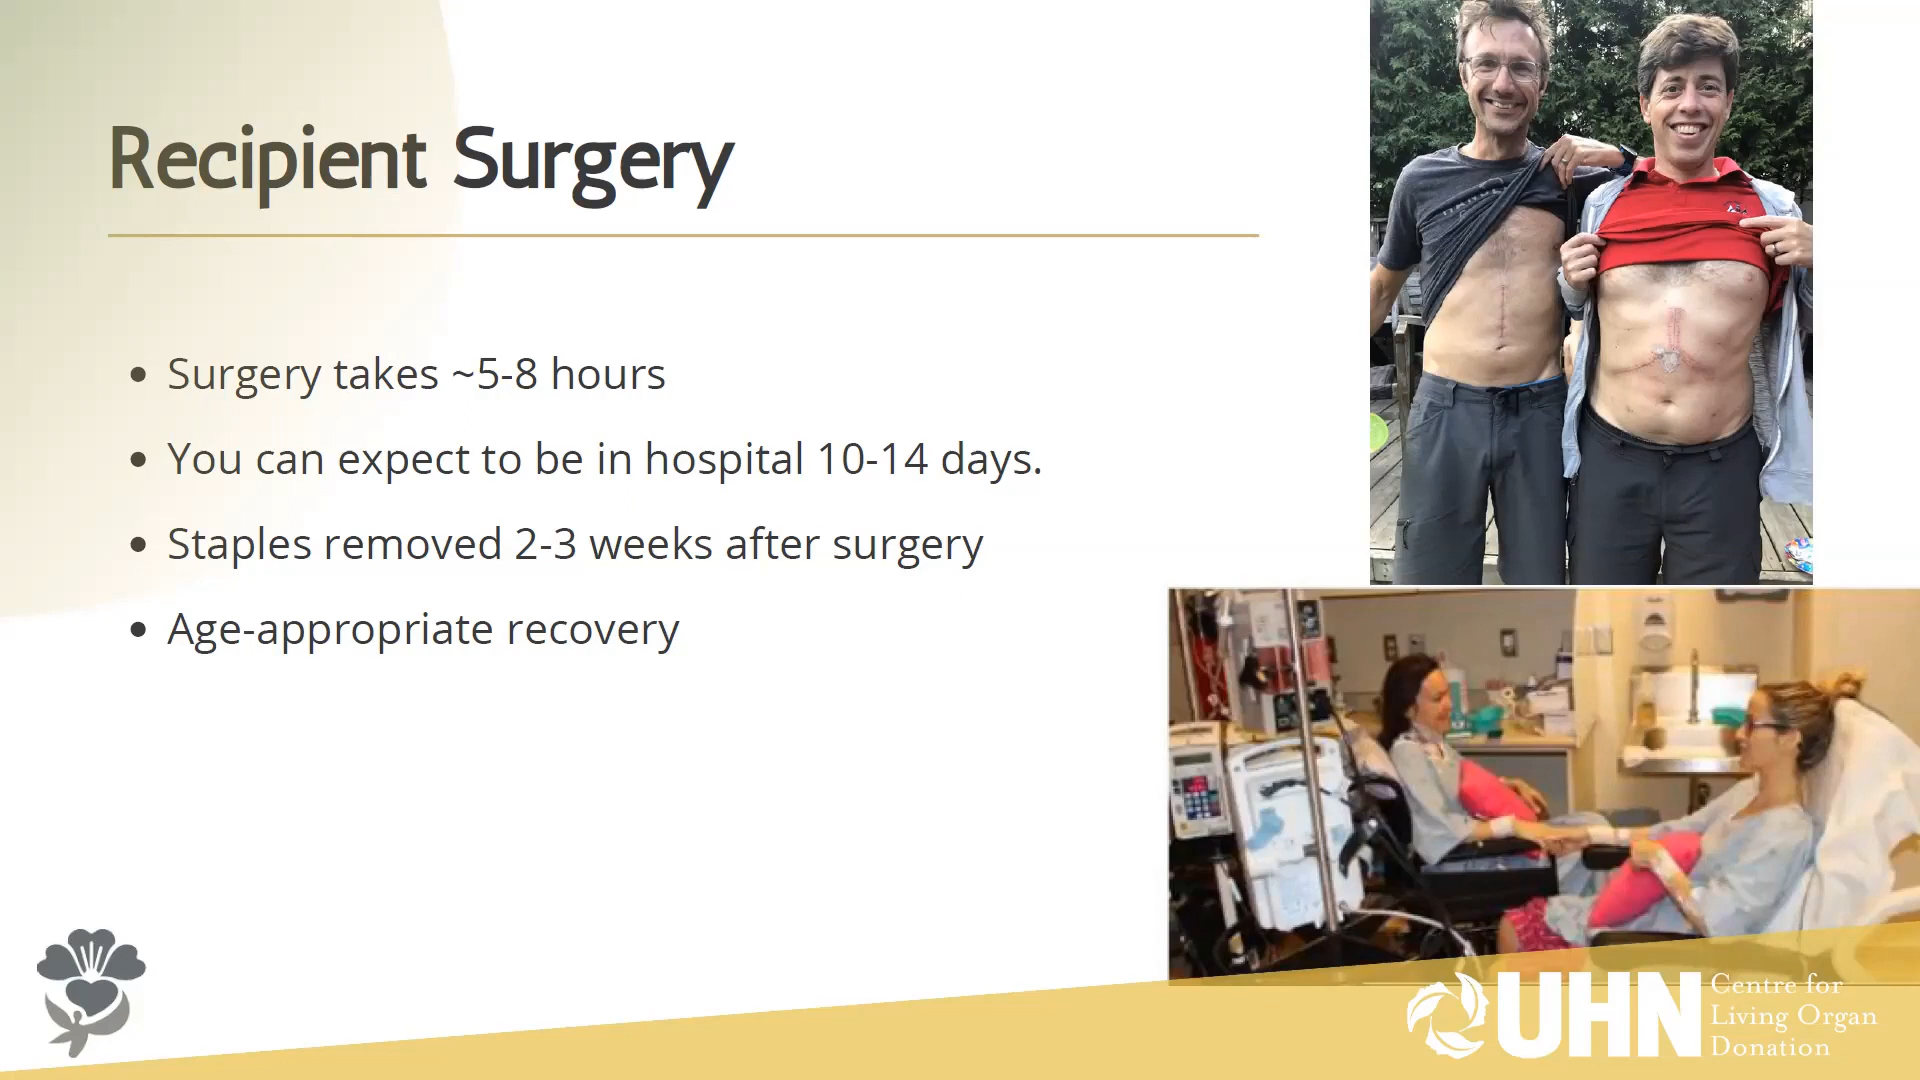 Recipient Surgery
• Surgery takes ~5-8 hours
• You can expect to be in hospital 10-14 days.
• Staples removed 2-3 weeks after surgery
• Age-appropriate recovery
UHN
Centre for
Living Organ
Donation